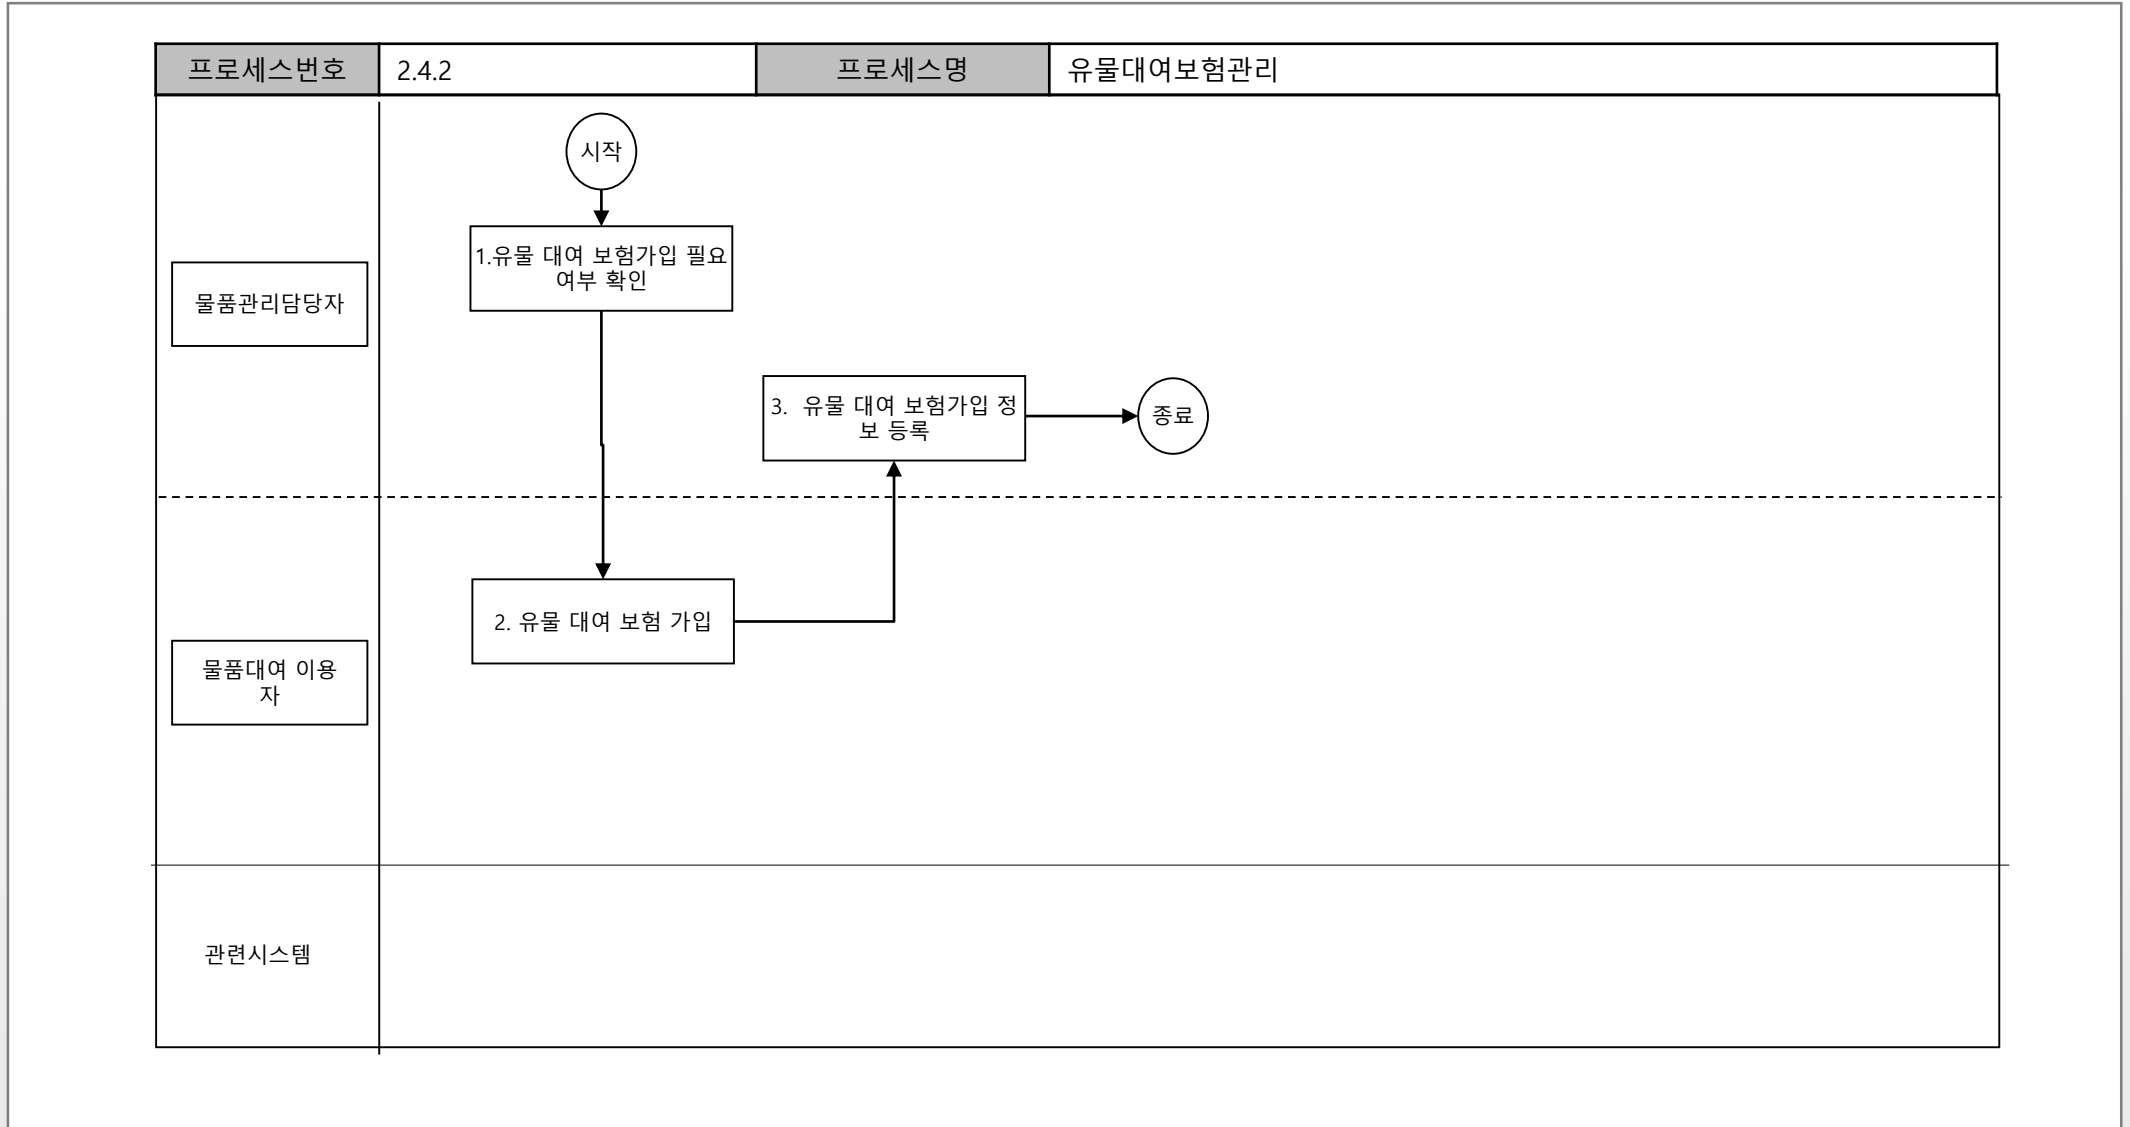 프로세스번호 2.4.2 프로세스명 유물대여보험관리
시작
1.유물 대여 보험가입 필요
여부 확인
물품관리담당자
3. 유물 대여 보험가입 정
보 등록
종료
2. 유물 대여 보험 가입
물품대여 이용
자
관련시스템